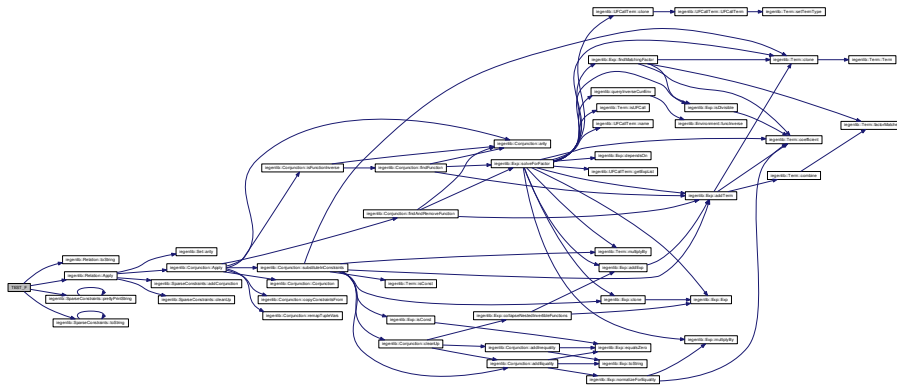 TEST_F
iegenlib::Relation::toString
iegenlib::Relation::Apply
iegenlib::SparseConstraints::prettyPrintString
iegenlib::SparseConstraints::toString
iegenlib::Set::arity
iegenlib::Conjunction::Apply
iegenlib::SparseConstraints::addConjunction
iegenlib::SparseConstraints::cleanUp
iegenlib::Conjunction::isFunctionInverse
iegenlib::Conjunction::findAndRemoveFunction
iegenlib::Conjunction::substituteInConstraints
iegenlib::Conjunction::Conjunction
iegenlib::Conjunction::copyConstraintsFrom
iegenlib::Conjunction::remapTupleVars
iegenlib::Conjunction::findFunction
iegenlib::Term::isConst
iegenlib::Exp::isConst
iegenlib::Conjunction::cleanUp
iegenlib::Conjunction::arity
iegenlib::Exp::solveForFactor
iegenlib::Exp::collapseNestedInvertibleFunctions
iegenlib::Conjunction::addInequality
iegenlib::Conjunction::addEquality
iegenlib::UFCallTerm::clone
iegenlib::Exp::findMatchingFactor
iegenlib::queryInverseCurrEnv
iegenlib::Term::isUFCall
iegenlib::UFCallTerm::name
iegenlib::Exp::dependsOn
iegenlib::UFCallTerm::getExpList
iegenlib::Term::multiplyBy
iegenlib::Exp::addExp
iegenlib::Exp::clone
iegenlib::Exp::equalsZero
iegenlib::Exp::toString
iegenlib::Exp::normalizeForEquality
iegenlib::UFCallTerm::UFCallTerm
iegenlib::Exp::isDivisible
iegenlib::Environment::funcInverse
iegenlib::Exp::addTerm
iegenlib::Exp::Exp
iegenlib::Exp::multiplyBy
iegenlib::Term::setTermType
iegenlib::Term::clone
iegenlib::Term::coefficient
iegenlib::Term::combine
iegenlib::Term::Term
iegenlib::Term::factorMatches